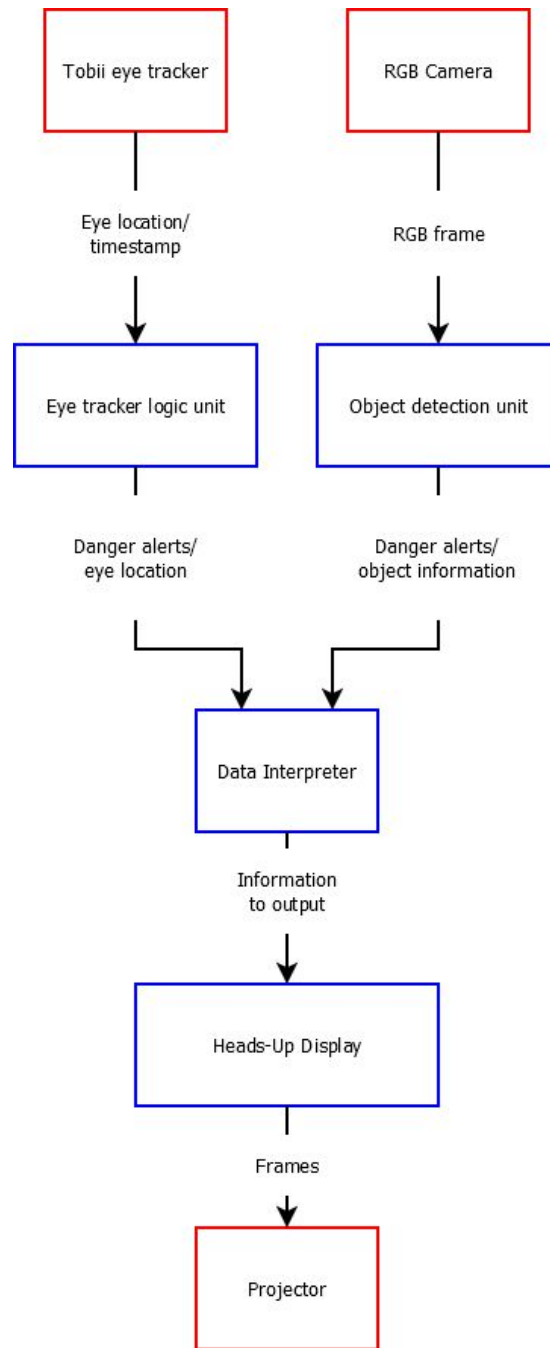 Tobii eye tracker
RGB Camera
Eye location/
timestamp
RGB frame
Eye tracker logic unit
Object detection unit
Danger alerts/
eye location
Danger alerts/
object information
Data Interpreter
Information
to output
Heads-Up Display
Frames
Projector